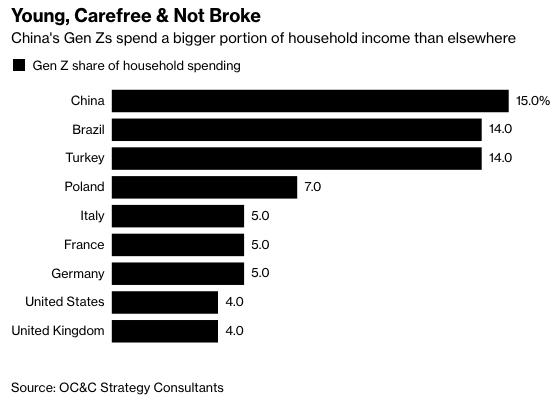 Young, Carefree & Not Broke
China's Gen Zs spend a bigger portion of household income than elsewhere
Gen Z share of household spending
China 15.0%
Brazil 14.0
Turkey 14.0
Poland 7.0
Italy 5.0
France 5.0
Germany 5.0
United States 4.0
United Kingdom 4.0
Source: OC&C Strategy Consultants